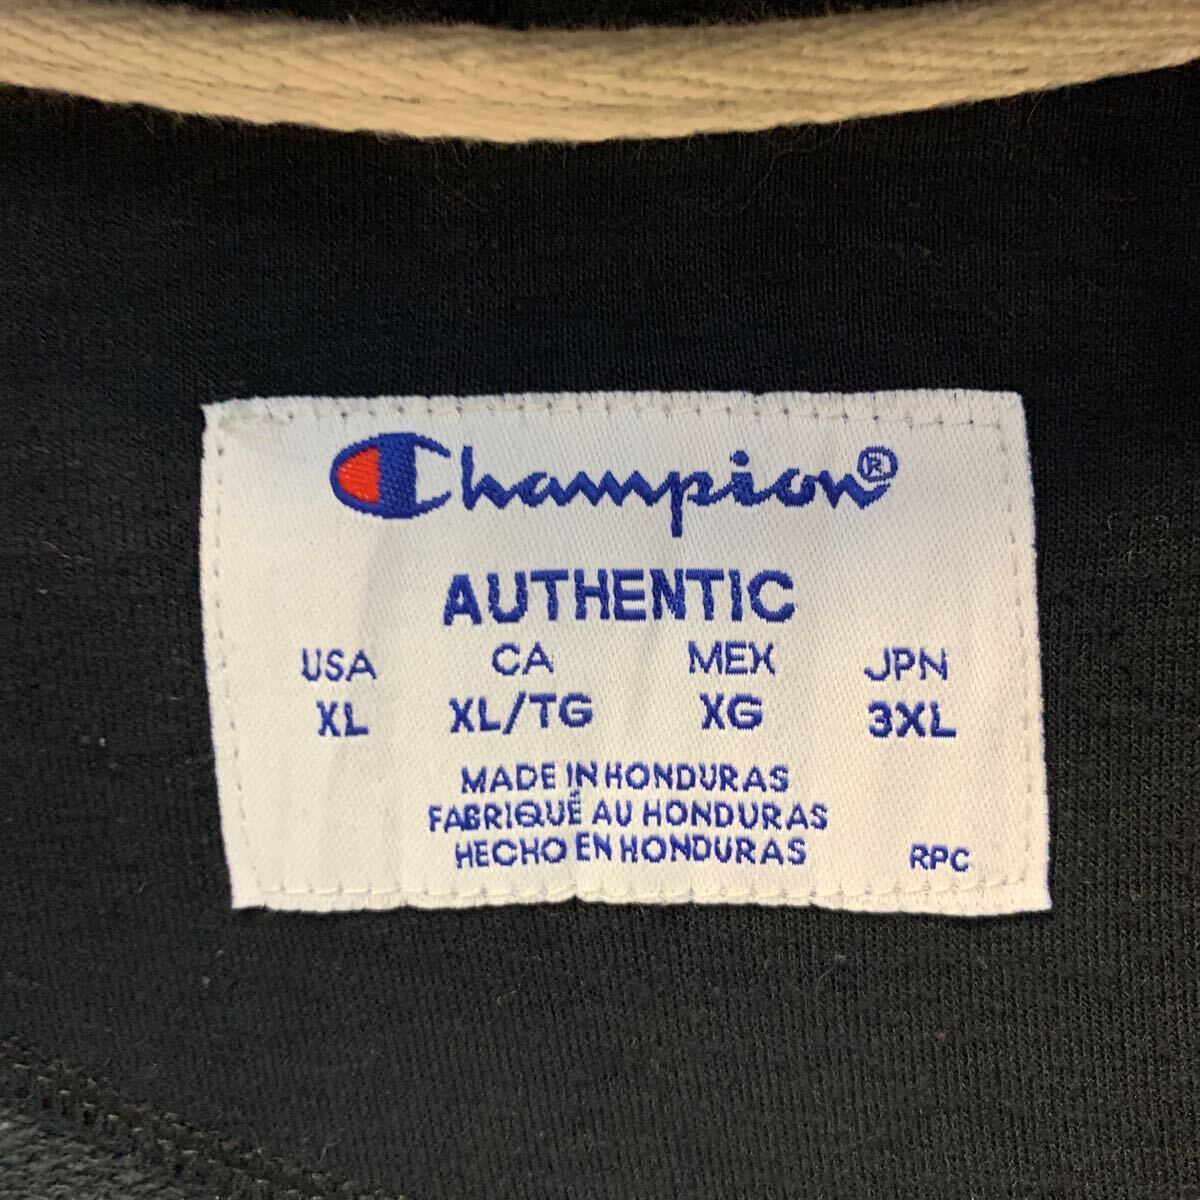 Champion®
AUTHENTIC
USA CA MEX JPN
XL XL/TG XG 3XL
MADE IN HONDURAS
FABRIQUÉ AU HONDURAS
HECHO EN HONDURAS RPC